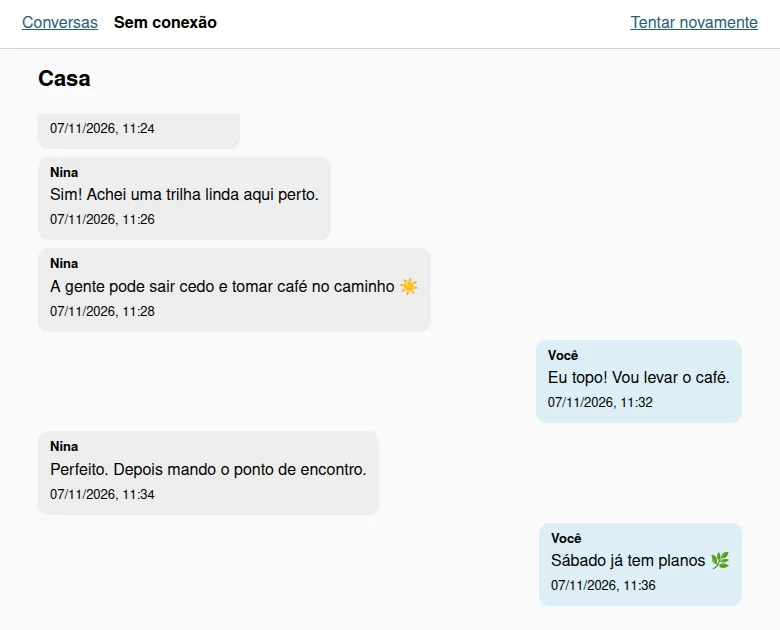 Conversas Sem conexão Tentar novamente
Casa
07/11/2026, 11:24
Nina
Sim! Achei uma trilha linda aqui perto.
07/11/2026, 11:26
Nina
A gente pode sair cedo e tomar café no caminho ☀️
07/11/2026, 11:28
Você
Eu topo! Vou levar o café.
07/11/2026, 11:32
Nina
Perfeito. Depois mando o ponto de encontro.
07/11/2026, 11:34
Você
Sábado já tem planos 🌿
07/11/2026, 11:36